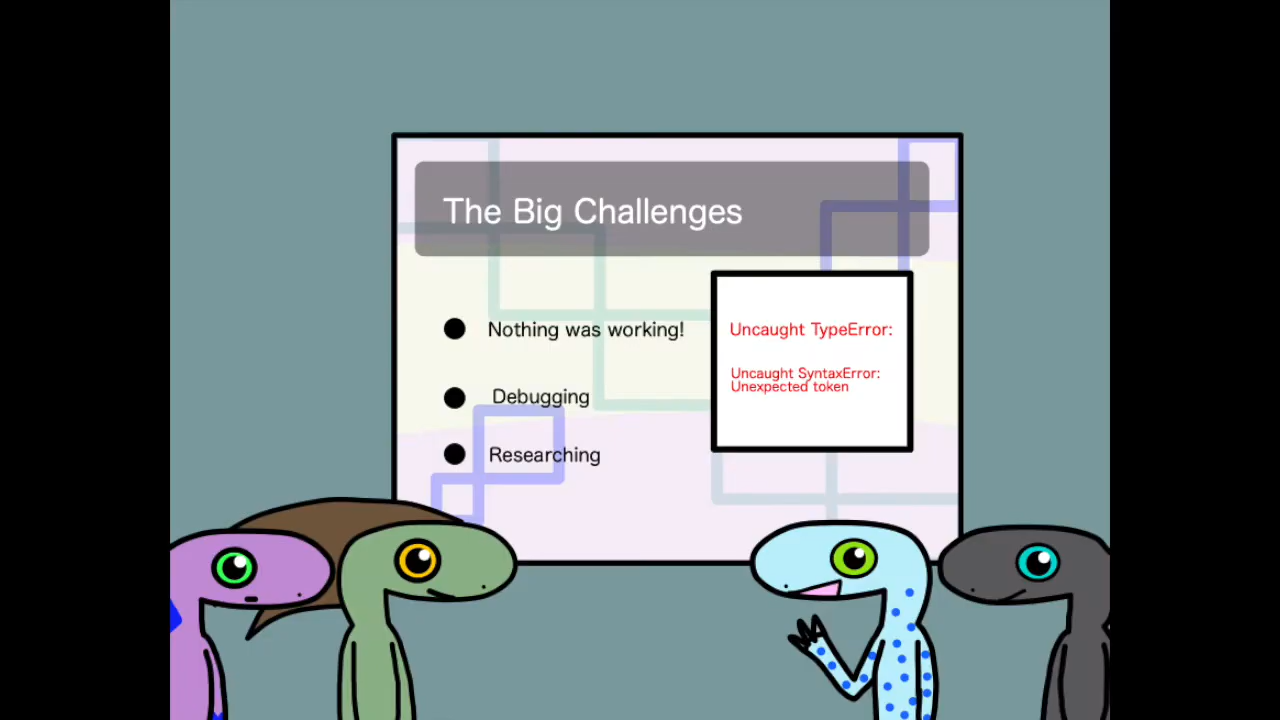 The Big Challenges
Nothing was working!
Debugging
Researching
Uncaught TypeError:
Uncaught SyntaxError:
Unexpected token